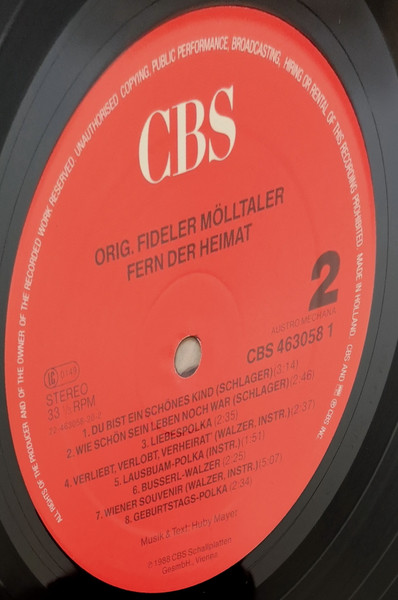 ALL RIGHTS OF THE PRODUCER AND OF THE OWNER OF THE RECORDED WORK RESERVED. UNAUTHORISED COPYING, PUBLIC PERFORMANCE, BROADCASTING, HIRING OR RENTAL OF THIS RECORDING PROHIBITED. MADE IN HOLLAND. CBS AND ® CBS INC.
CBS
ORIG. FIDELER MÖLLTALER
FERN DER HEIMAT
2
AUSTRO MECHANA
CBS 463058 1
STEREO
33 RPM
1. DU BIST EIN SCHÖNES KIND (SCHLAGER) (3:14)
2. WIE SCHÖN SEIN LEBEN NOCH WAR (SCHLAGER) (2:46)
3. LIEBESPOLKA (2:35)
4. VERLIEBT, VERLOBT, VERHEIRAT' (WALZER, INSTR.) (2:37)
5. LAUSBUAM-POLKA (INSTR.) (1:51)
6. BUSSERL-WALZER (2:25)
7. WIENER SOUVENIR (WALZER, INSTR.) (5:07)
8. GEBURTSTAGS-POLKA (2:34)
Musik & Text: Huby Mayer
© 1988 CBS Schallplatten
GesmbH., Vienna